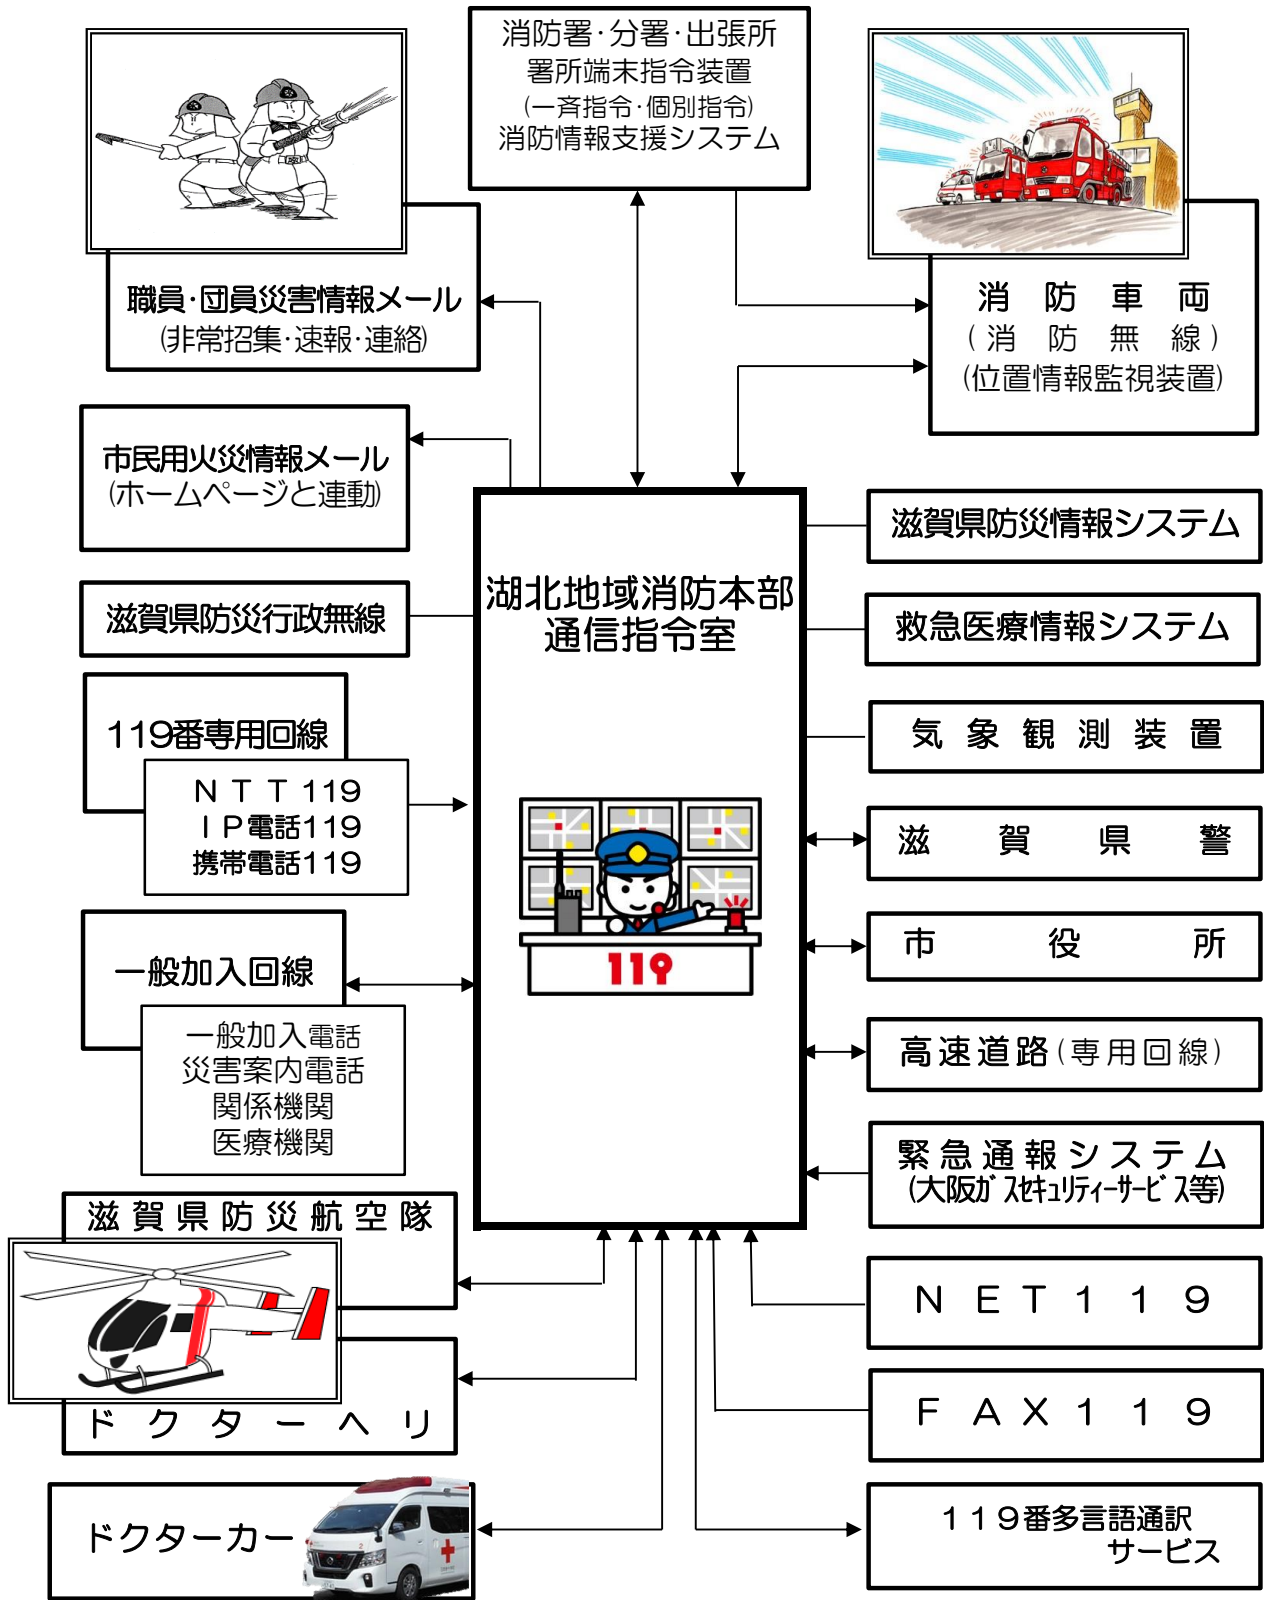 消防署・分署・出張所
署所端末指令装置
(一斉指令・個別指令)
消防情報支援システム
職員・団員災害情報メール
(非常招集・速報・連絡)
消防車両
(消防無線)
(位置情報監視装置)
市民用火災情報メール
(ホームページと連動)
滋賀県防災行政無線
119番専用回線
NTT119
IP電話119
携帯電話119
一般加入回線
一般加入電話
災害案内電話
関係機関
医療機関
滋賀県防災航空隊
ドクターヘリ
ドクターカー
湖北地域消防本部
通信指令室
119
滋賀県防災情報システム
救急医療情報システム
気象観測装置
滋賀県警
市役所
高速道路(専用回線)
緊急通報システム
(大阪ガスセキュリティーサービス等)
NET119
FAX119
119番多言語通訳
サービス